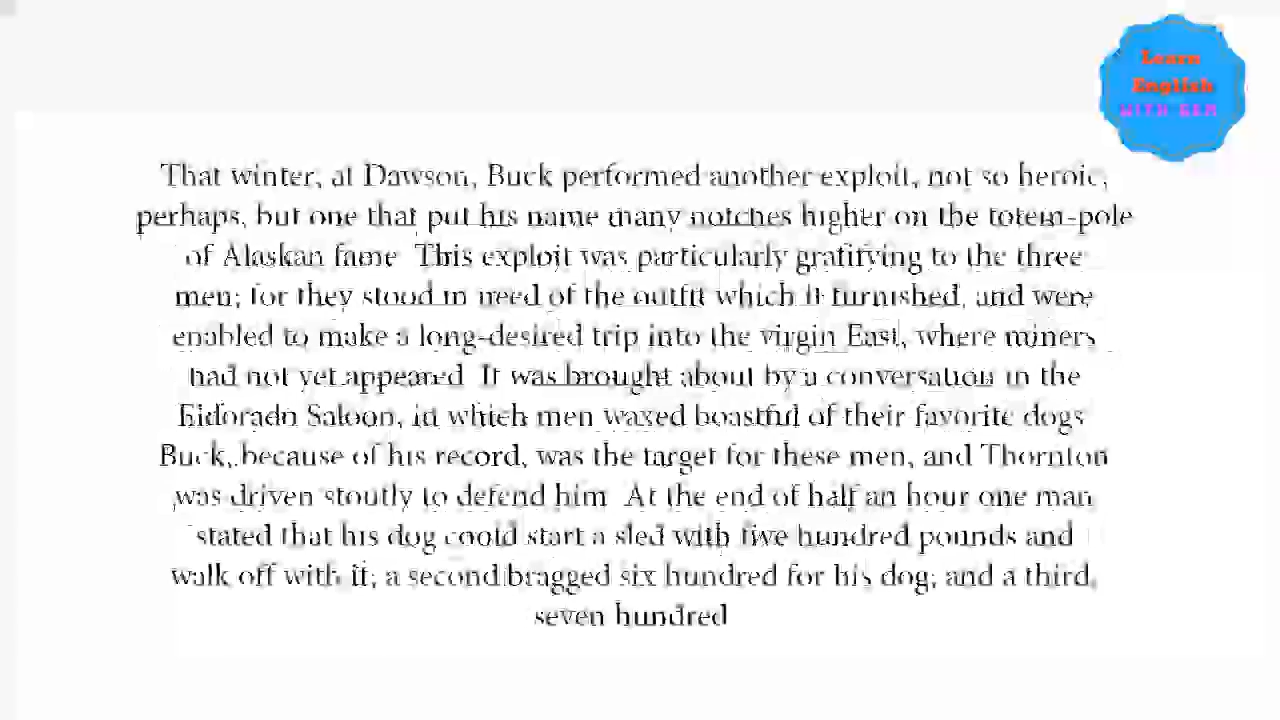 Learn
English
WITH GEM
That winter, at Dawson, Buck performed another exploit, not so heroic,
perhaps, but one that put his name many notches higher on the totem-pole
of Alaskan fame. This exploit was particularly gratifying to the three
men; for they stood in need of the outfit which it furnished, and were
enabled to make a long-desired trip into the virgin East, where miners
had not yet appeared. It was brought about by a conversation in the
Eldorado Saloon, in which men waxed boastful of their favorite dogs.
Buck, because of his record, was the target for these men, and Thornton
was driven stoutly to defend him. At the end of half an hour one man
stated that his dog could start a sled with five hundred pounds and
walk off with it; a second bragged six hundred for his dog; and a third,
seven hundred.